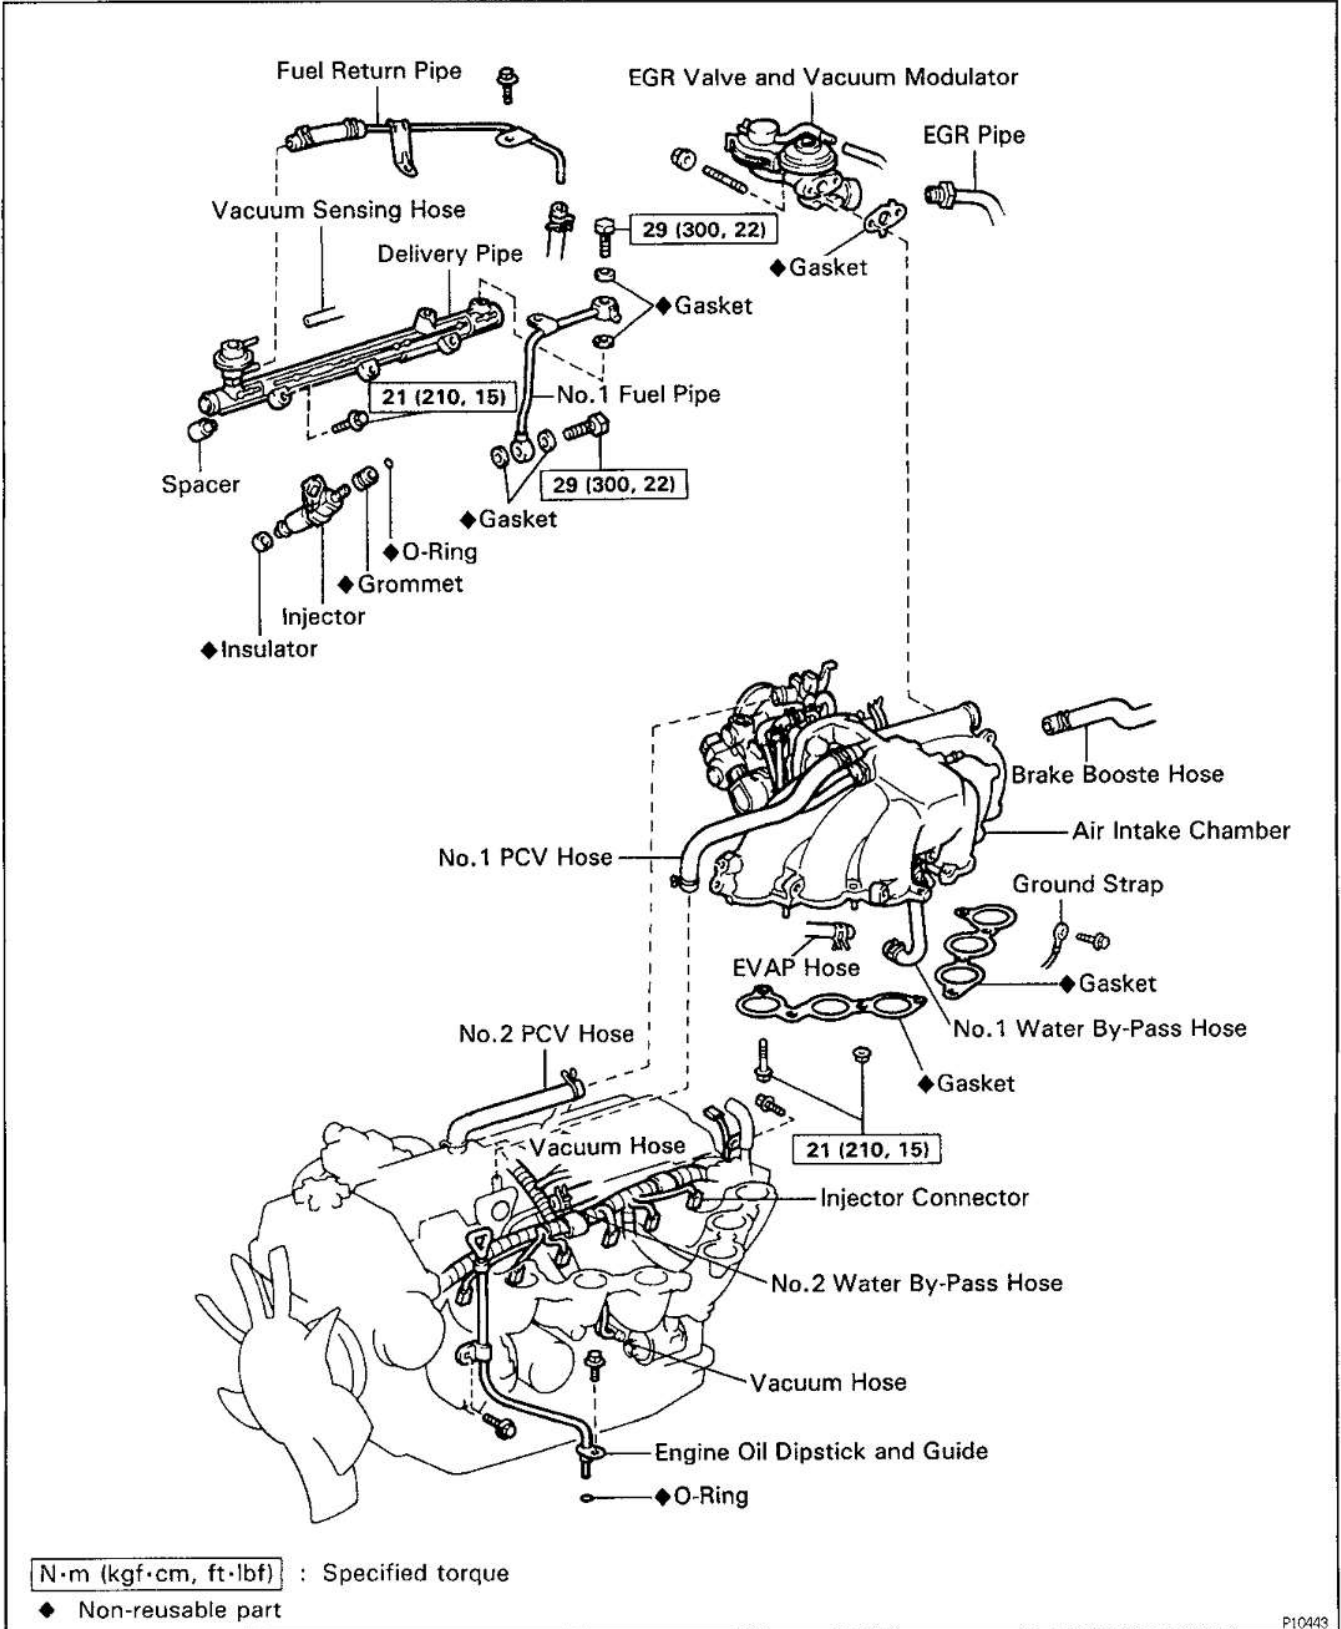 Fuel Return Pipe
EGR Valve and Vacuum Modulator
EGR Pipe
Vacuum Sensing Hose
29 (300, 22)
Delivery Pipe
◆Gasket
◆Gasket
21 (210, 15)
No.1 Fuel Pipe
Spacer
29 (300, 22)
◆Gasket
◆O-Ring
◆Grommet
Injector
◆Insulator
Brake Booste Hose
Air Intake Chamber
No.1 PCV Hose
Ground Strap
EVAP Hose
◆Gasket
No.1 Water By-Pass Hose
No.2 PCV Hose
◆Gasket
Vacuum Hose
21 (210, 15)
Injector Connector
No.2 Water By-Pass Hose
Vacuum Hose
Engine Oil Dipstick and Guide
◆O-Ring
N·m (kgf·cm, ft·lbf) : Specified torque
◆ Non-reusable part
P10443